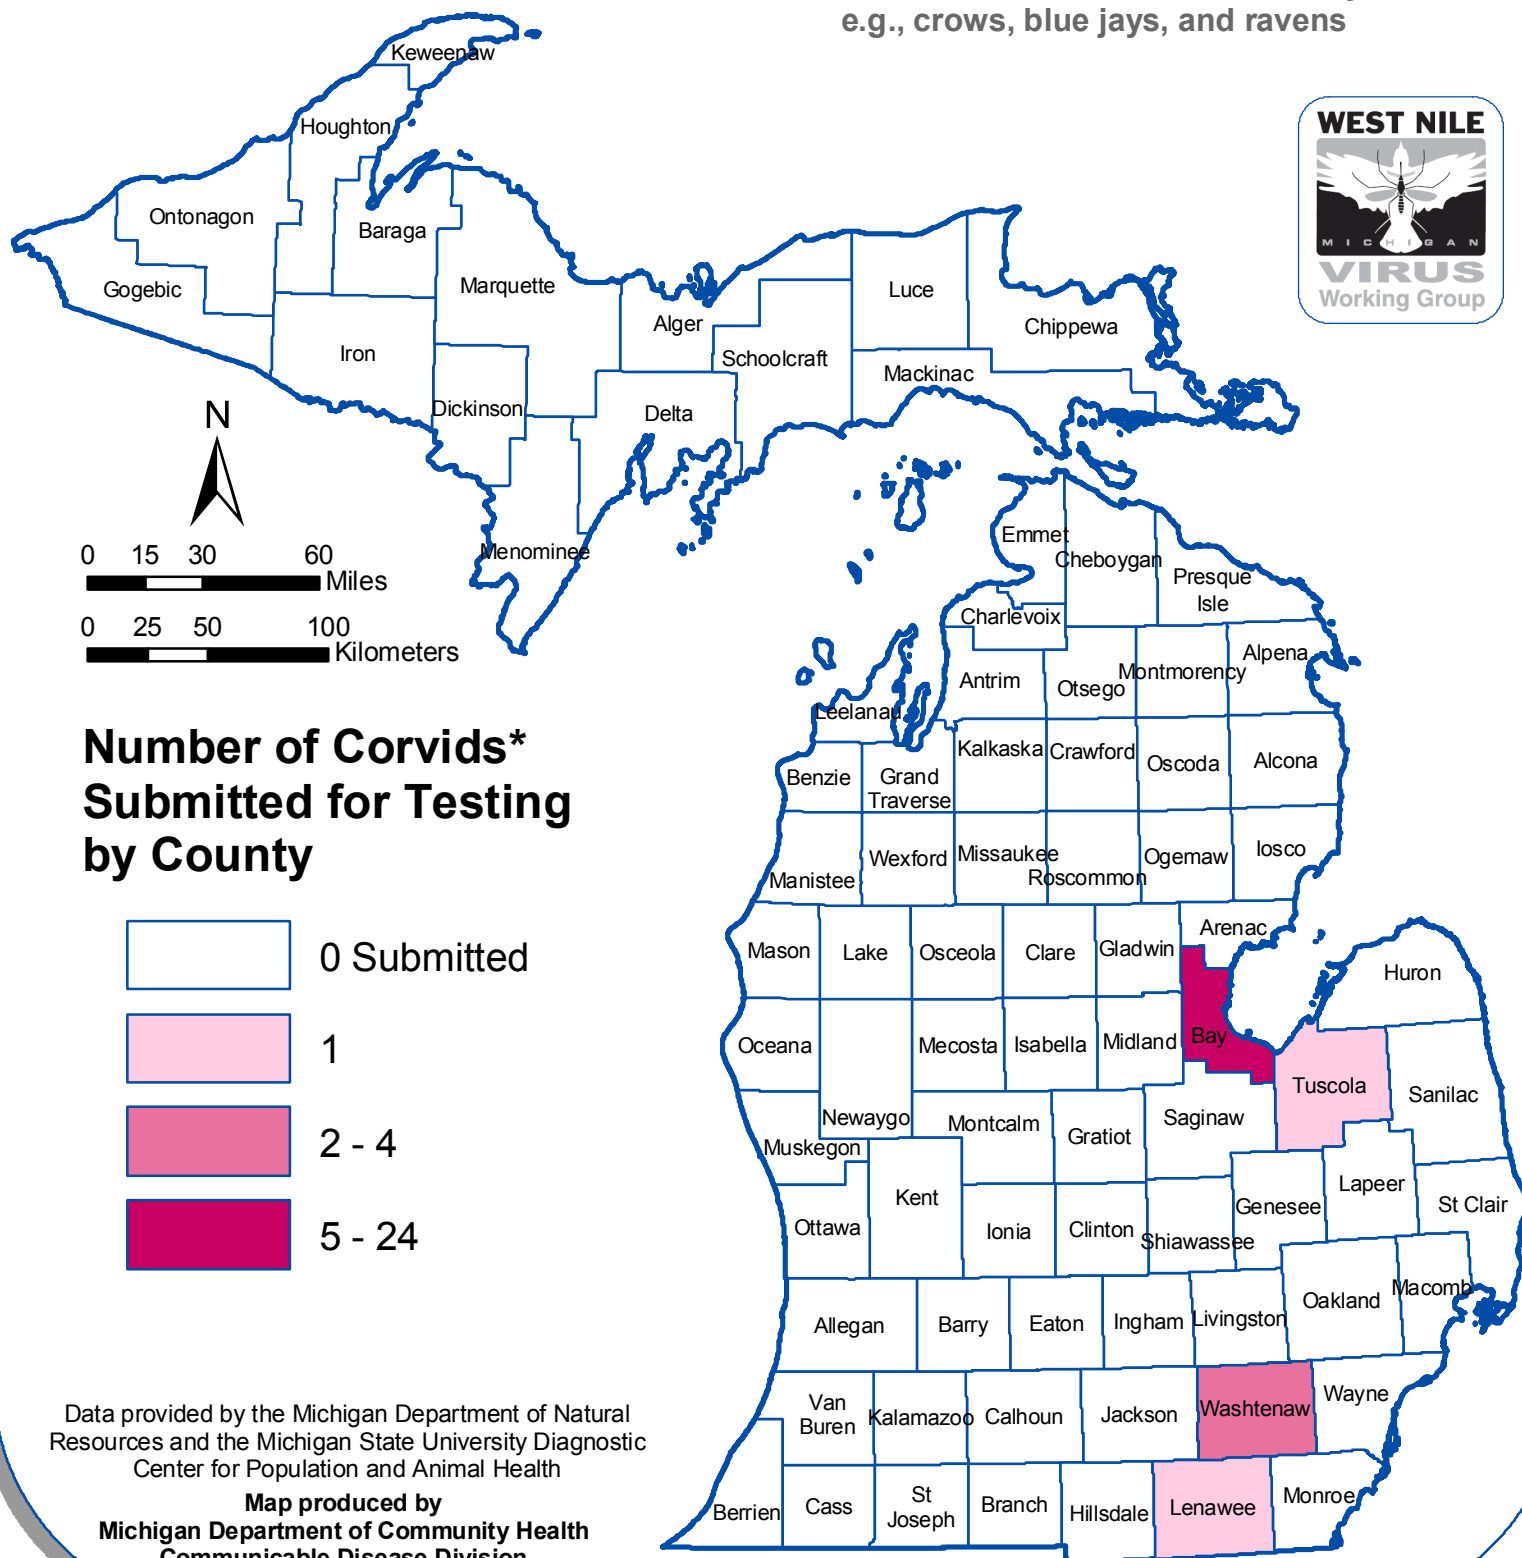 e.g., crows, blue jays, and ravens
WEST NILE
MICHIGAN
VIRUS
Working Group
Keweenaw
Houghton
Ontonagon
Baraga
Gogebic
Marquette
Luce
Alger
Chippewa
Iron
Schoolcraft
Mackinac
Dickinson
Delta
N
Menominee
0 15 30 60
Miles
0 25 50 100
Kilometers
Emmet
Cheboygan
Presque
Isle
Charlevoix
Antrim
Otsego
Montmorency
Alpena
Leelanau
Number of Corvids*
Submitted for Testing
by County
Kalkaska
Crawford
Oscoda
Alcona
Benzie
Grand
Traverse
Manistee
Wexford
Missaukee
Roscommon
Ogemaw
Iosco
0 Submitted
1
2 - 4
5 - 24
Arenac
Mason
Lake
Osceola
Clare
Gladwin
Huron
Oceana
Mecosta
Isabella
Midland
Bay
Tuscola
Sanilac
Newaygo
Montcalm
Gratiot
Saginaw
Muskegon
Kent
Ottawa
Ionia
Clinton
Shiawassee
Genesee
Lapeer
St Clair
Allegan
Barry
Eaton
Ingham
Livingston
Oakland
Macomb
Van
Buren
Kalamazoo
Calhoun
Jackson
Washtenaw
Wayne
Berrien
Cass
St
Joseph
Branch
Hillsdale
Lenawee
Monroe
Data provided by the Michigan Department of Natural
Resources and the Michigan State University Diagnostic
Center for Population and Animal Health
Map produced by
Michigan Department of Community Health
Communicable Disease Division